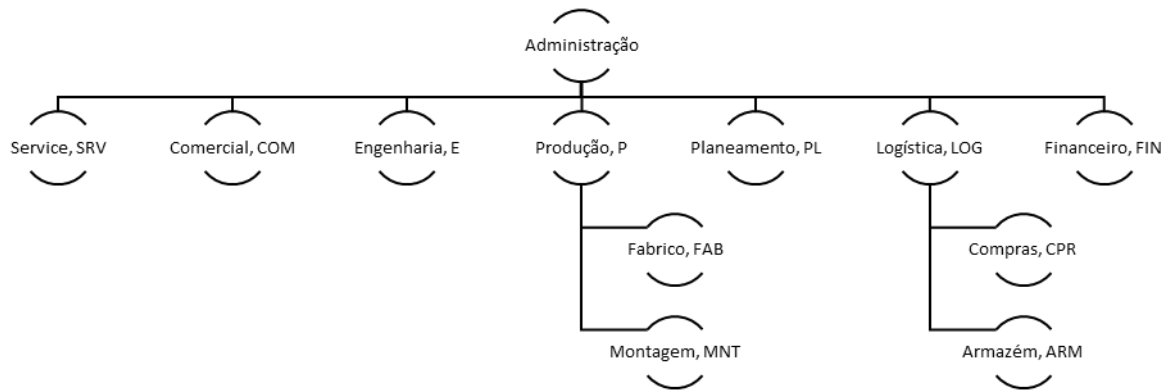 Administração
Service, SRV
Comercial, COM
Engenharia, E
Produção, P
Planeamento, PL
Logística, LOG
Financeiro, FIN
Fabrico, FAB
Compras, CPR
Montagem, MNT
Armazém, ARM